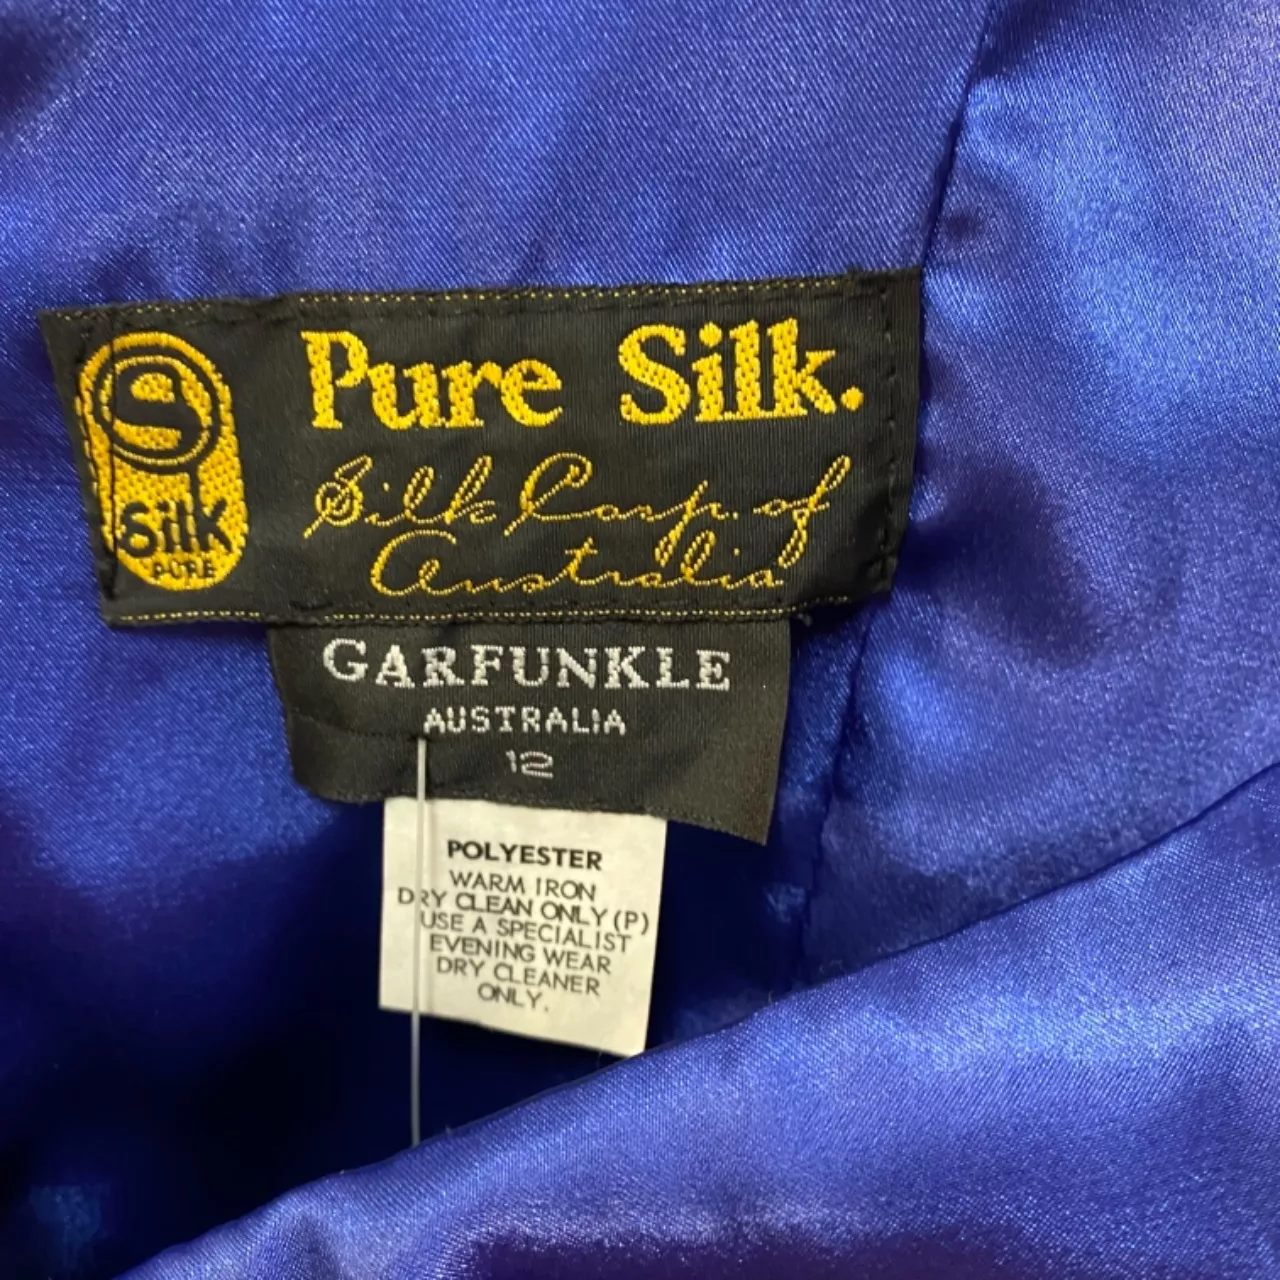 S
Silk
PURE
Pure Silk.
Silk Corp. of
Australia
GARFUNKLE
AUSTRALIA
12
POLYESTER
WARM IRON
DRY CLEAN ONLY (P)
USE A SPECIALIST
EVENING WEAR
DRY CLEANER
ONLY.